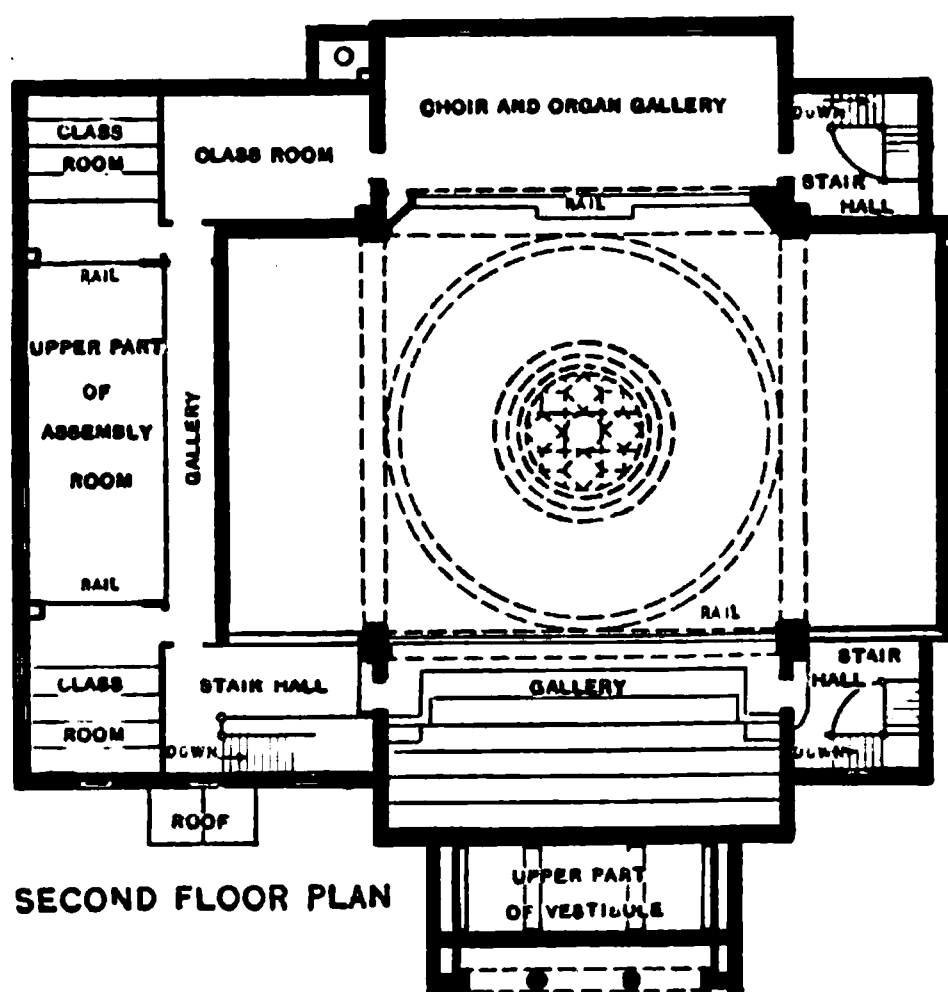 CHOIR AND ORGAN GALLERY
DOWN
CLASS
ROOM
CLASS ROOM
STAIR
HALL
RAIL
RAIL
UPPER PART
OF
ASSEMBLY
ROOM
GALLERY
RAIL
RAIL
STAIR
HALL
CLASS
ROOM
STAIR HALL
GALLERY
DOWN
DOWN
ROOF
UPPER PART
OF VESTIBULE
SECOND FLOOR PLAN